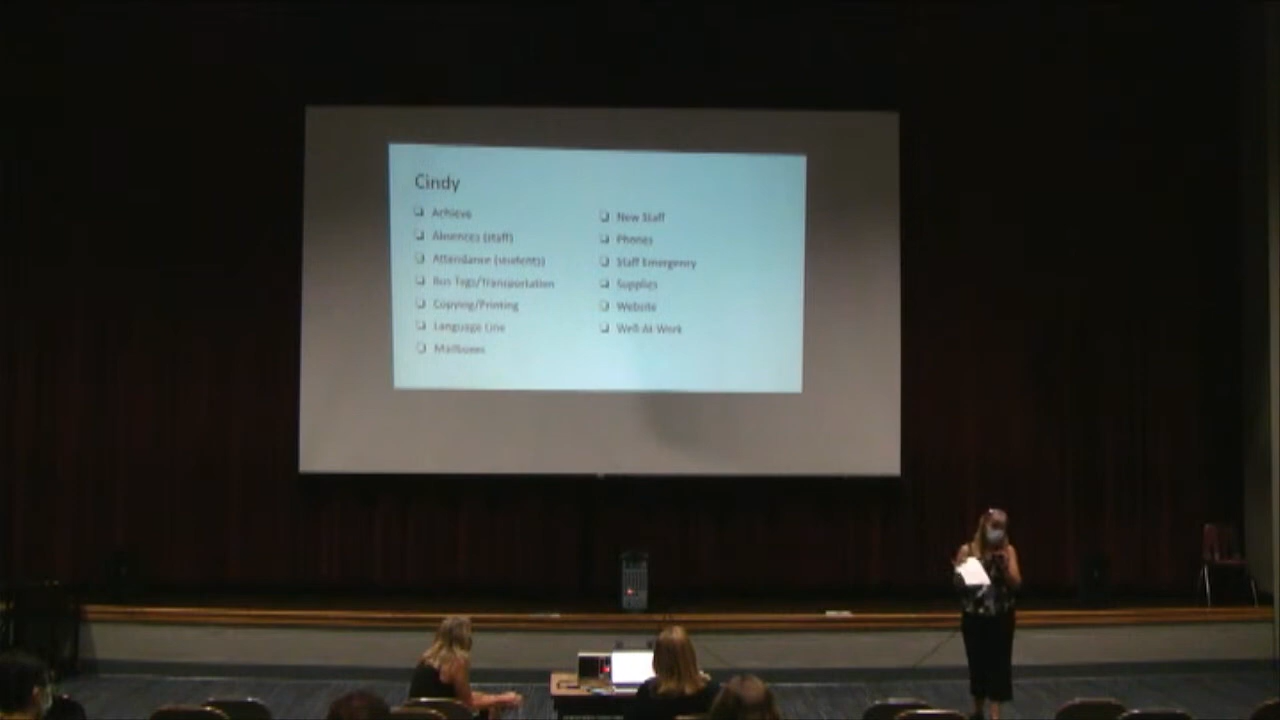 Cindy
Achieve
Absences (staff)
Attendance (students)
Bus Tags/Transportation
Copying/Printing
Language Line
Mailboxes
New Staff
Phones
Staff Emergency
Supplies
Website
Well-At-Work